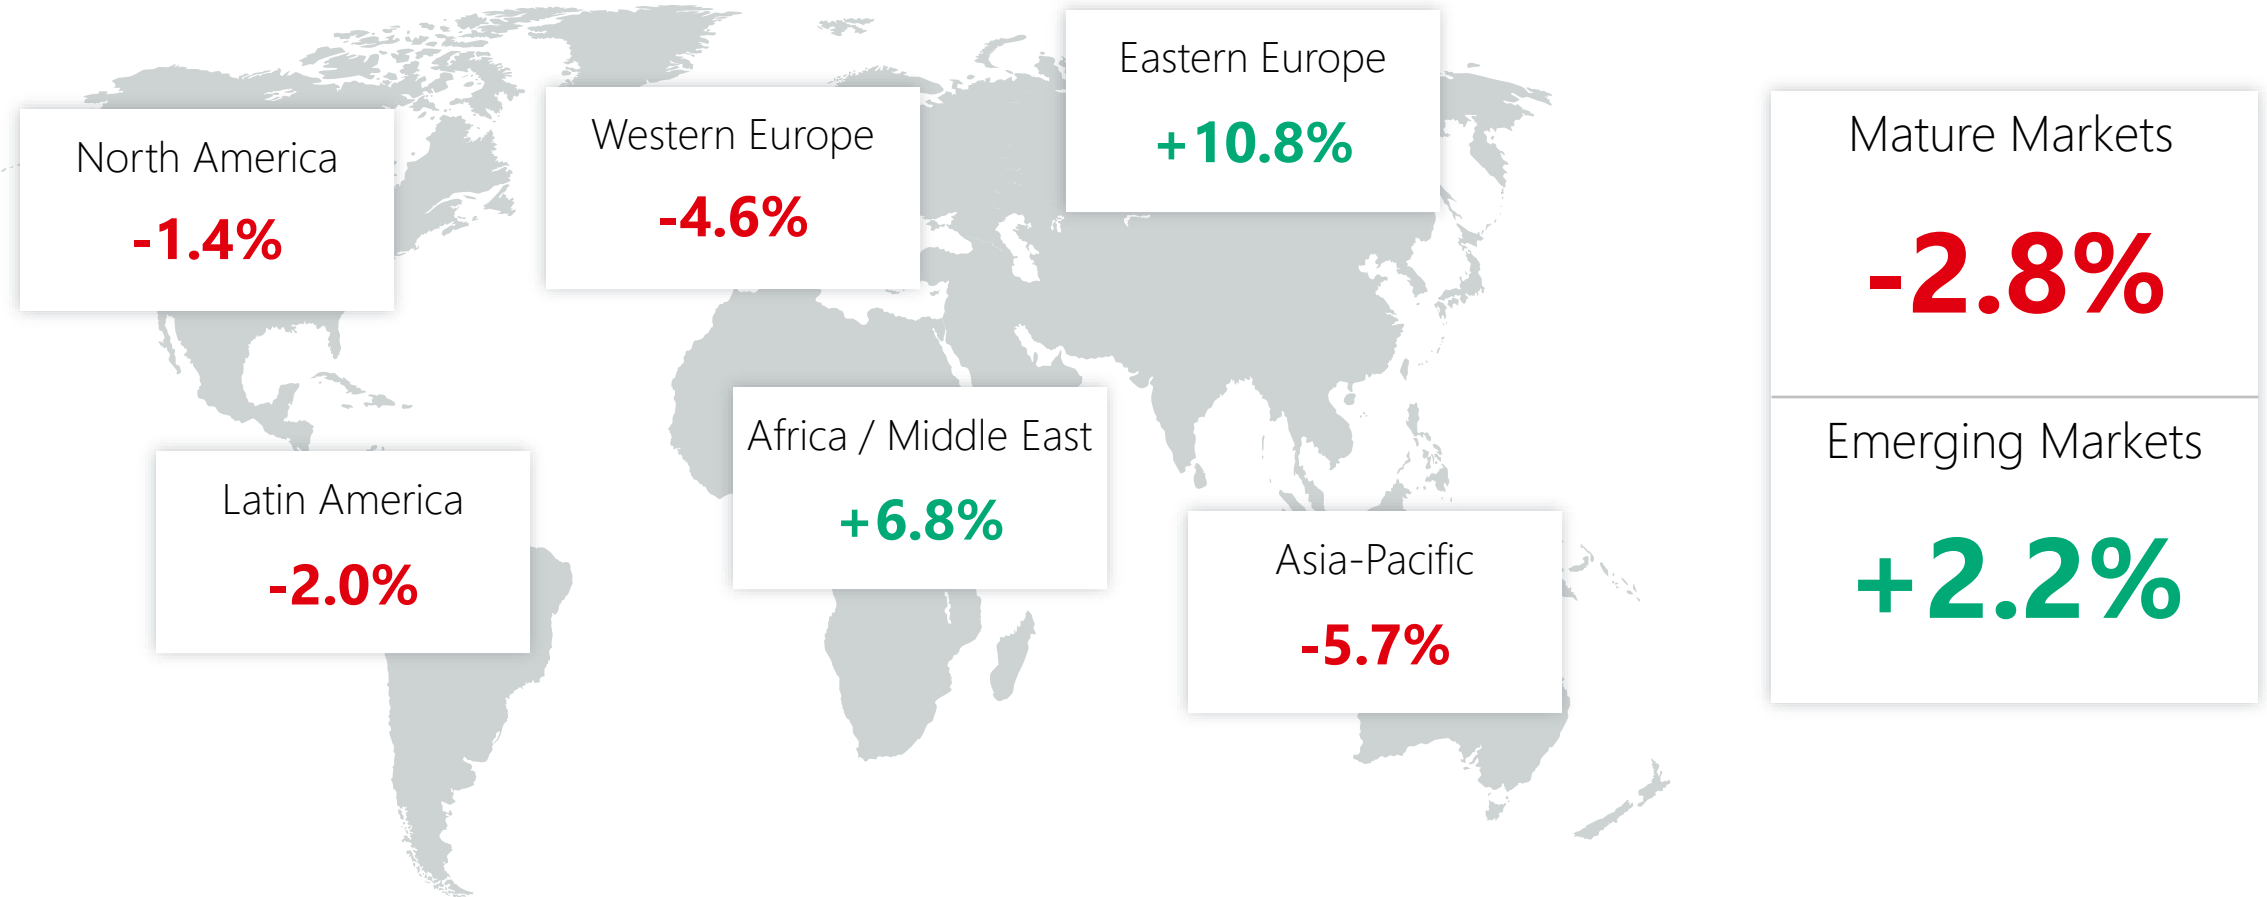 North America
-1.4%
Western Europe
-4.6%
Eastern Europe
+10.8%
Latin America
-2.0%
Africa / Middle East
+6.8%
Asia-Pacific
-5.7%
Mature Markets
-2.8%
Emerging Markets
+2.2%